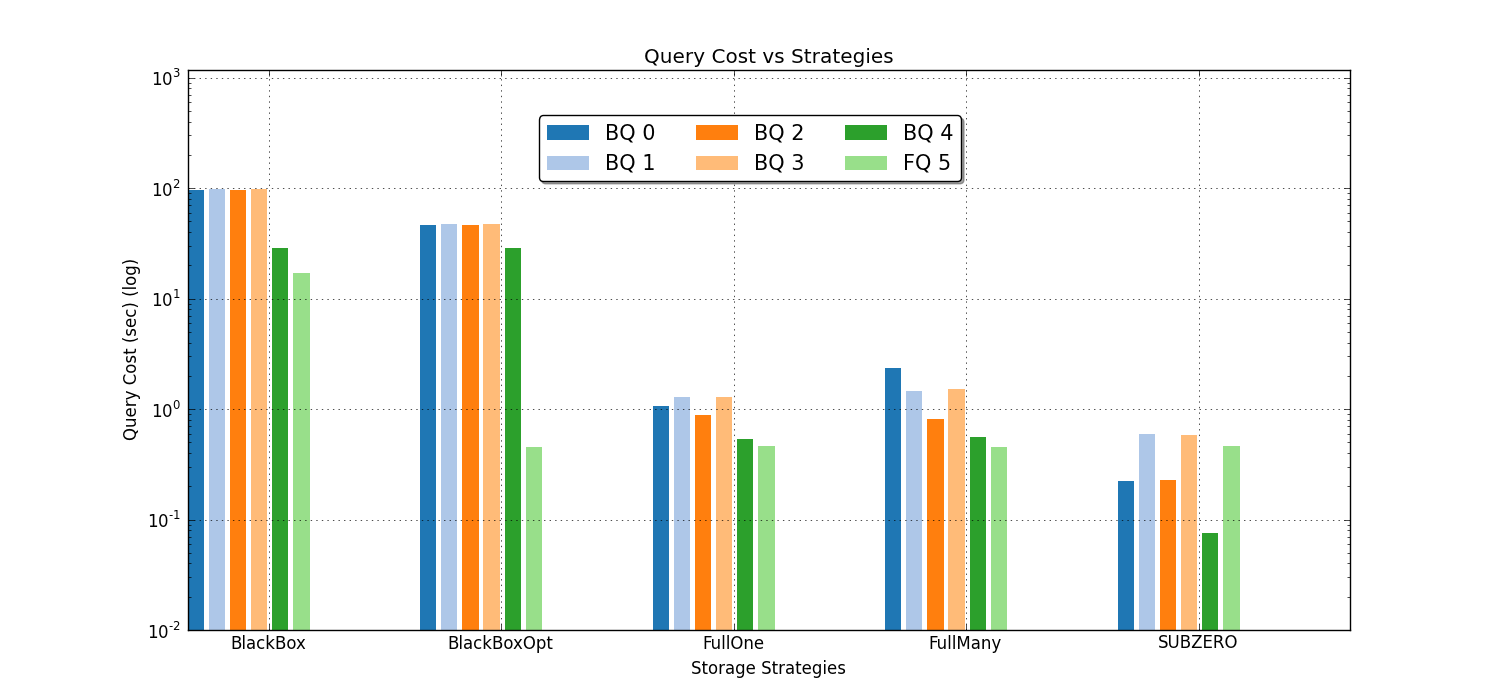 Query Cost vs Strategies
10^3
10^2
10^1
10^0
10^-1
10^-2
Query Cost (sec) (log)
BQ 0 BQ 2 BQ 4
BQ 1 BQ 3 FQ 5
BlackBox BlackBoxOpt FullOne FullMany SUBZERO
Storage Strategies